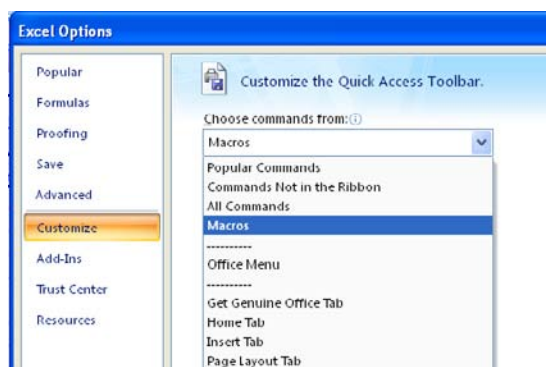 Excel Options
Popular
Formulas
Proofing
Save
Advanced
Customize
Add-Ins
Trust Center
Resources
Customize the Quick Access Toolbar.
Choose commands from:
Macros
Popular Commands
Commands Not in the Ribbon
All Commands
Macros
----------
Office Menu
----------
Get Genuine Office Tab
Home Tab
Insert Tab
Page Layout Tab